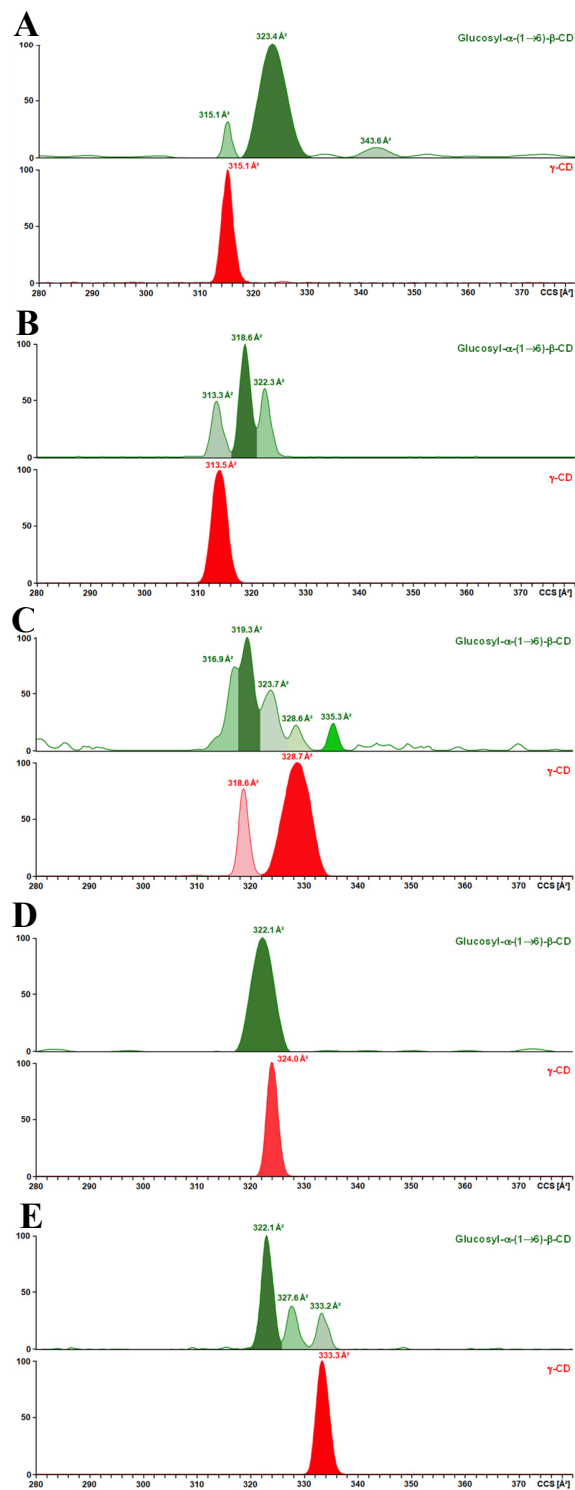 A
Glucosyl-α-(1→6)-β-CD
323.4 Å²
315.1 Å²
343.6 Å²
100
50
0
γ-CD
315.1 Å²
100
50
0
280 290 300 310 320 330 340 350 360 370 CCS [Å²]
B
Glucosyl-α-(1→6)-β-CD
318.6 Å²
313.3 Å²
322.3 Å²
100
50
0
γ-CD
313.5 Å²
100
50
0
280 290 300 310 320 330 340 350 360 370 CCS [Å²]
C
Glucosyl-α-(1→6)-β-CD
319.3 Å²
316.9 Å²
323.7 Å²
328.6 Å²
335.3 Å²
100
50
0
γ-CD
328.7 Å²
318.6 Å²
100
50
0
280 290 300 310 320 330 340 350 360 370 CCS [Å²]
D
Glucosyl-α-(1→6)-β-CD
322.1 Å²
100
50
0
γ-CD
324.0 Å²
100
50
0
280 290 300 310 320 330 340 350 360 370 CCS [Å²]
E
Glucosyl-α-(1→6)-β-CD
322.1 Å²
327.6 Å²
333.2 Å²
100
50
0
γ-CD
333.3 Å²
100
50
0
280 290 300 310 320 330 340 350 360 370 CCS [Å²]